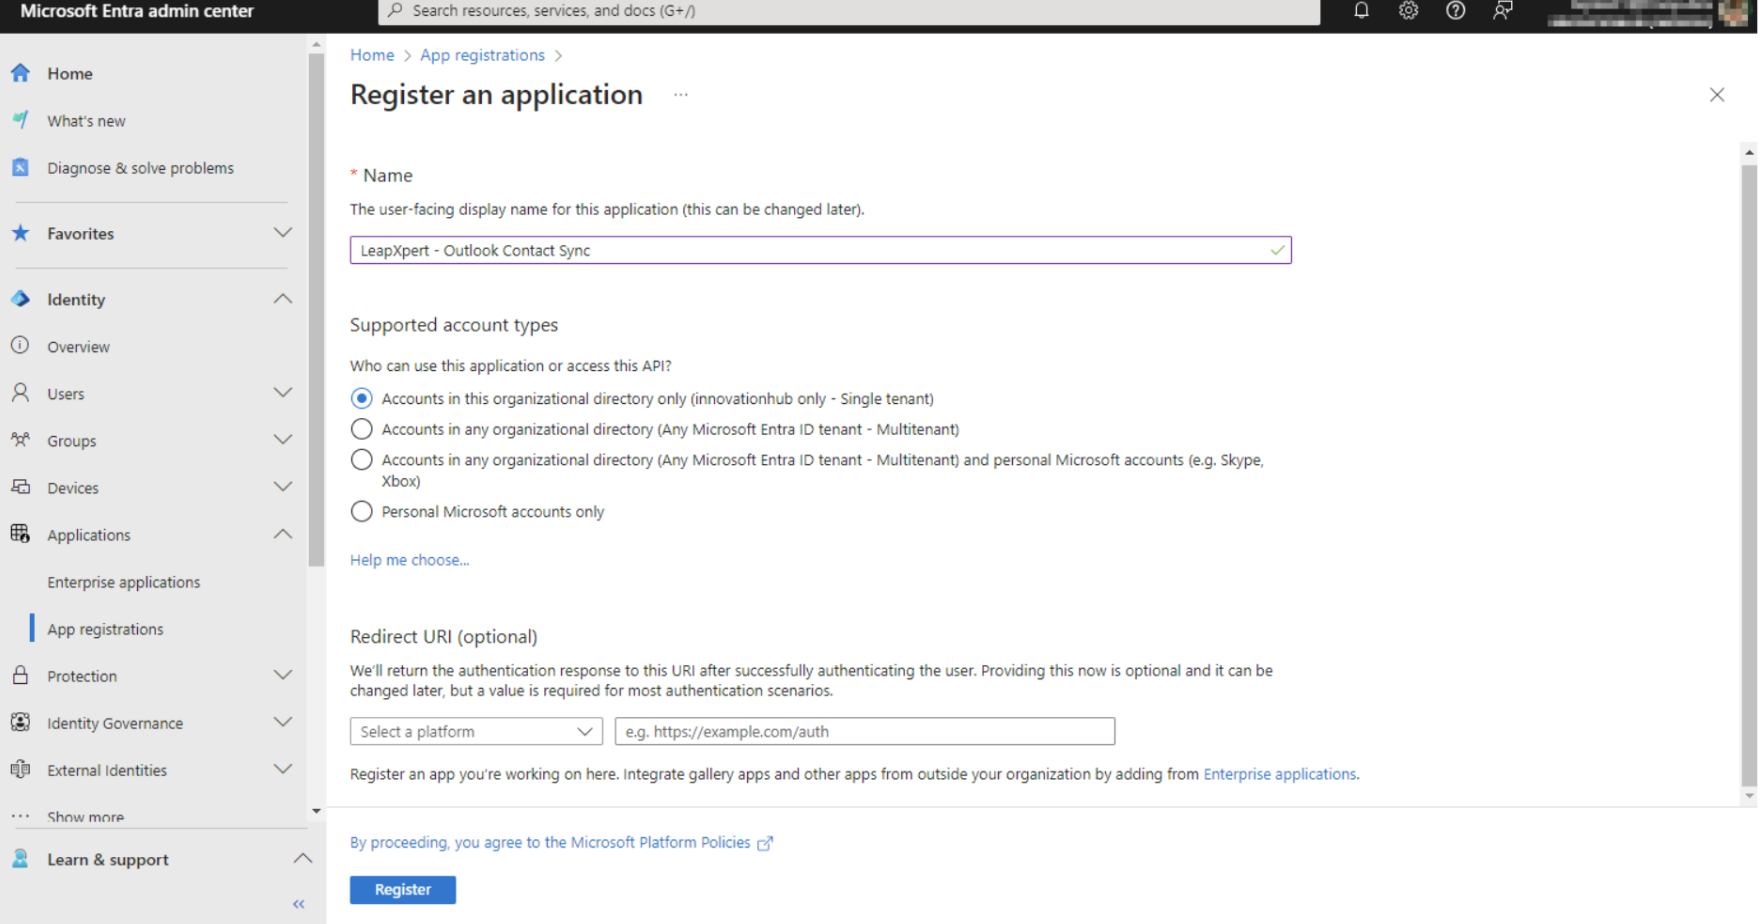 Microsoft Entra admin center
Search resources, services, and docs (G+/)
Home
What's new
Diagnose & solve problems
Favorites
Identity
Overview
Users
Groups
Devices
Applications
Enterprise applications
App registrations
Protection
Identity Governance
External Identities
Show more
Learn & support
Home > App registrations >
Register an application
* Name
The user-facing display name for this application (this can be changed later).
LeapXpert - Outlook Contact Sync
Supported account types
Who can use this application or access this API?
Accounts in this organizational directory only (innovationhub only - Single tenant)
Accounts in any organizational directory (Any Microsoft Entra ID tenant - Multitenant)
Accounts in any organizational directory (Any Microsoft Entra ID tenant - Multitenant) and personal Microsoft accounts (e.g. Skype,
Xbox)
Personal Microsoft accounts only
Help me choose...
Redirect URI (optional)
We'll return the authentication response to this URI after successfully authenticating the user. Providing this now is optional and it can be
changed later, but a value is required for most authentication scenarios.
Select a platform
e.g. https://example.com/auth
Register an app you're working on here. Integrate gallery apps and other apps from outside your organization by adding from Enterprise applications.
By proceeding, you agree to the Microsoft Platform Policies
Register